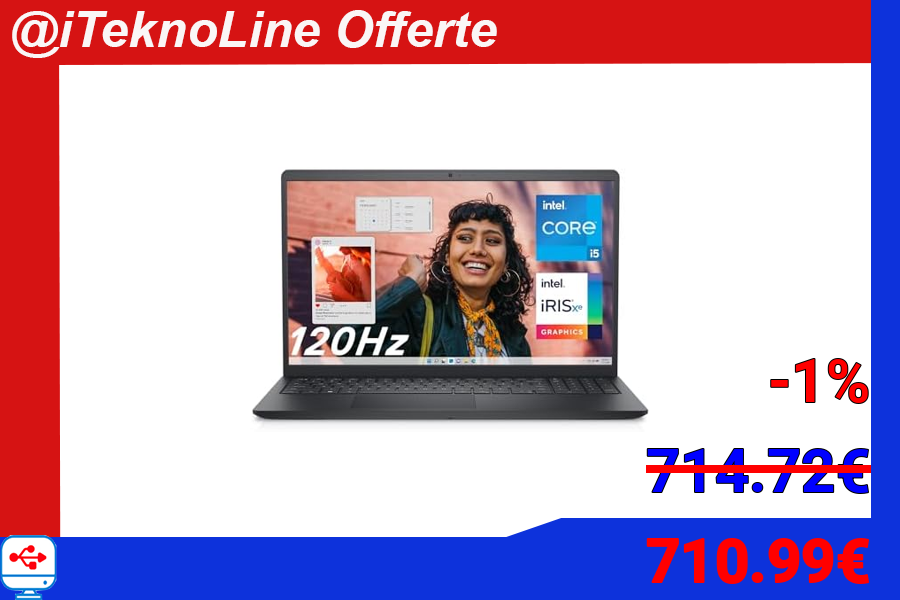 @iTeknoLine Offerte
intel.
CORE
i5
intel.
iRISxe
GRAPHICS
120Hz
-1%
714.72€
710.99€